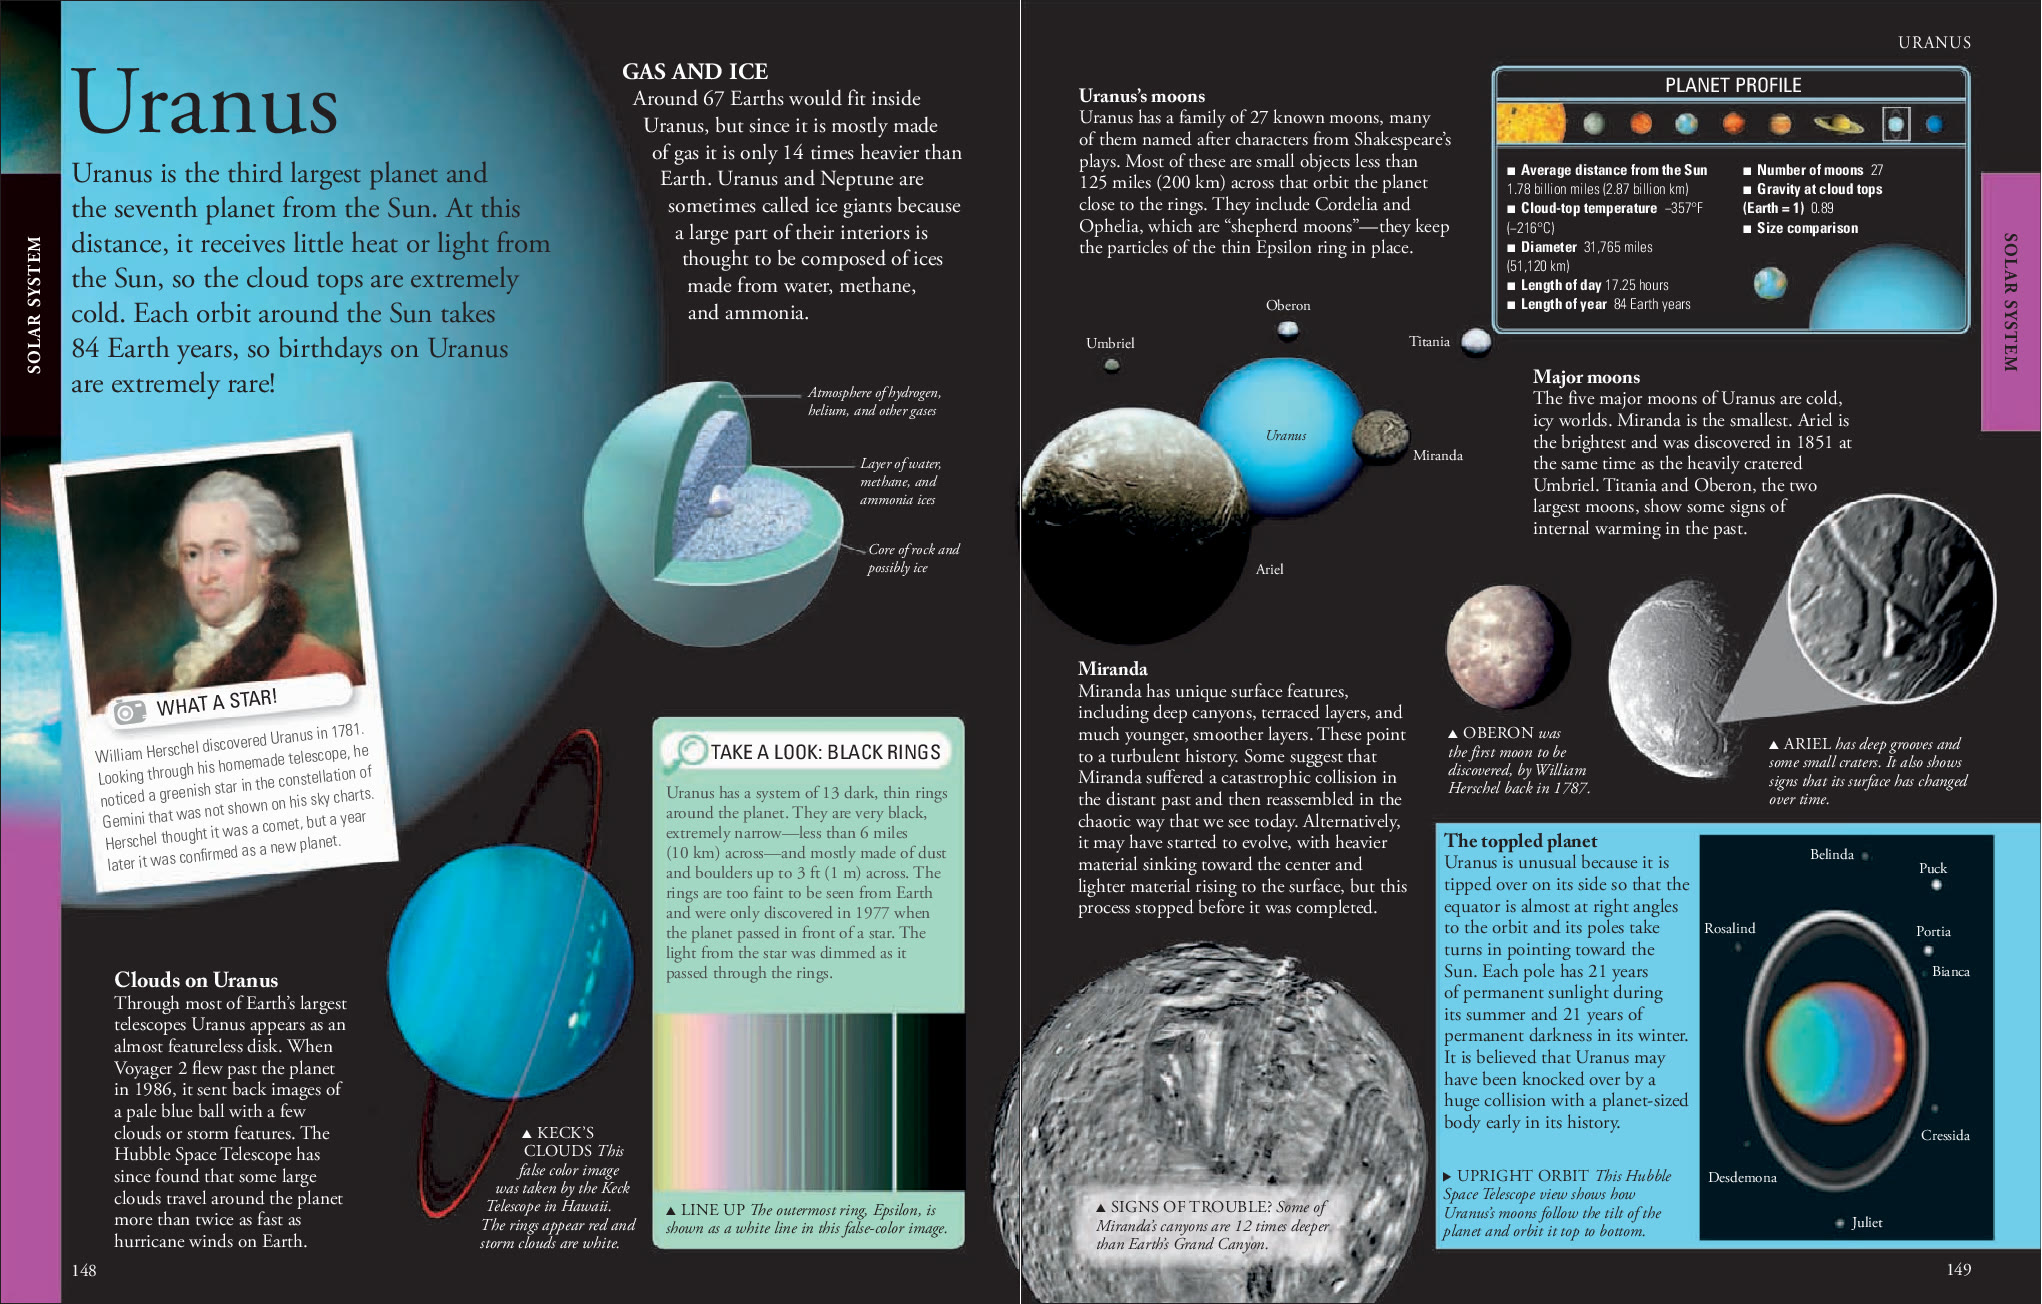 SOLAR SYSTEM
Uranus
Uranus is the third largest planet and
the seventh planet from the Sun. At this
distance, it receives little heat or light from
the Sun, so the cloud tops are extremely
cold. Each orbit around the Sun takes
84 Earth years, so birthdays on Uranus
are extremely rare!
GAS AND ICE
Around 67 Earths would fit inside
Uranus, but since it is mostly made
of gas it is only 14 times heavier than
Earth. Uranus and Neptune are
sometimes called ice giants because
a large part of their interiors is
thought to be composed of ices
made from water, methane,
and ammonia.
Atmosphere of hydrogen,
helium, and other gases
Layer of water,
methane, and
ammonia ices
Core of rock and
possibly ice
WHAT A STAR!
William Herschel discovered Uranus in 1781.
Looking through his homemade telescope, he
noticed a greenish star in the constellation of
Gemini that was not shown on his sky charts.
Herschel thought it was a comet, but a year
later it was confirmed as a new planet.
Clouds on Uranus
Through most of Earth's largest
telescopes Uranus appears as an
almost featureless disk. When
Voyager 2 flew past the planet
in 1986, it sent back images of
a pale blue ball with a few
clouds or storm features. The
Hubble Space Telescope has
since found that some large
clouds travel around the planet
more than twice as fast as
hurricane winds on Earth.
▲ KECK'S
CLOUDS This
false color image
was taken by the Keck
Telescope in Hawaii.
The rings appear red and
storm clouds are white.
TAKE A LOOK: BLACK RINGS
Uranus has a system of 13 dark, thin rings
around the planet. They are very black,
extremely narrow—less than 6 miles
(10 km) across—and mostly made of dust
and boulders up to 3 ft (1 m) across. The
rings are too faint to be seen from Earth
and were only discovered in 1977 when
the planet passed in front of a star. The
light from the star was dimmed as it
passed through the rings.
▲ LINE UP The outermost ring, Epsilon, is
shown as a white line in this false-color image.
148
URANUS
Uranus's moons
Uranus has a family of 27 known moons, many
of them named after characters from Shakespeare's
plays. Most of these are small objects less than
125 miles (200 km) across that orbit the planet
close to the rings. They include Cordelia and
Ophelia, which are “shepherd moons”—they keep
the particles of the thin Epsilon ring in place.
PLANET PROFILE
■ Average distance from the Sun
1.78 billion miles (2.87 billion km)
■ Cloud-top temperature –357°F
(–216°C)
■ Diameter 31,765 miles
(51,120 km)
■ Length of day 17.25 hours
■ Length of year 84 Earth years
■ Number of moons 27
■ Gravity at cloud tops
(Earth = 1) 0.89
■ Size comparison
SOLAR SYSTEM
Oberon
Umbriel
Titania
Uranus
Miranda
Ariel
Major moons
The five major moons of Uranus are cold,
icy worlds. Miranda is the smallest. Ariel is
the brightest and was discovered in 1851 at
the same time as the heavily cratered
Umbriel. Titania and Oberon, the two
largest moons, show some signs of
internal warming in the past.
▲ OBERON was
the first moon to be
discovered, by William
Herschel back in 1787.
▲ ARIEL has deep grooves and
some small craters. It also shows
signs that its surface has changed
over time.
Miranda
Miranda has unique surface features,
including deep canyons, terraced layers, and
much younger, smoother layers. These point
to a turbulent history. Some suggest that
Miranda suffered a catastrophic collision in
the distant past and then reassembled in the
chaotic way that we see today. Alternatively,
it may have started to evolve, with heavier
material sinking toward the center and
lighter material rising to the surface, but this
process stopped before it was completed.
▲ SIGNS OF TROUBLE? Some of
Miranda's canyons are 12 times deeper
than Earth's Grand Canyon.
The toppled planet
Uranus is unusual because it is
tipped over on its side so that the
equator is almost at right angles
to the orbit and its poles take
turns in pointing toward the
Sun. Each pole has 21 years
of permanent sunlight during
its summer and 21 years of
permanent darkness in its winter.
It is believed that Uranus may
have been knocked over by a
huge collision with a planet-sized
body early in its history.
▶ UPRIGHT ORBIT This Hubble
Space Telescope view shows how
Uranus's moons follow the tilt of the
planet and orbit it top to bottom.
Belinda
Puck
Rosalind
Portia
Bianca
Cressida
Desdemona
Juliet
149